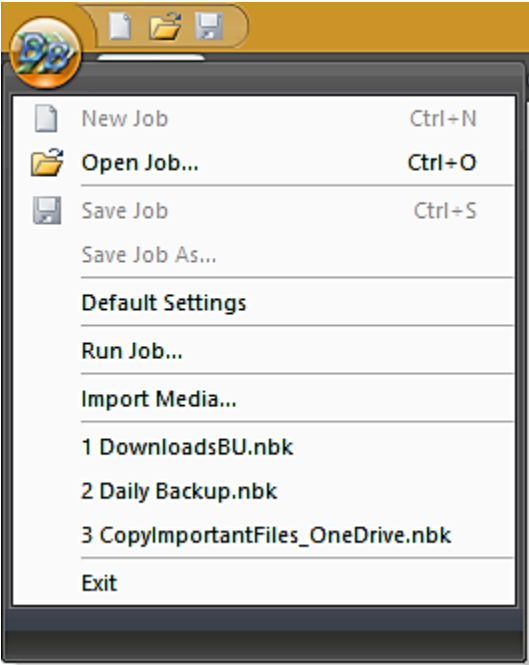 BB
New Job Ctrl+N
Open Job... Ctrl+O
Save Job Ctrl+S
Save Job As...
Default Settings
Run Job...
Import Media...
1 DownloadsBU.nbk
2 Daily Backup.nbk
3 CopyImportantFiles_OneDrive.nbk
Exit